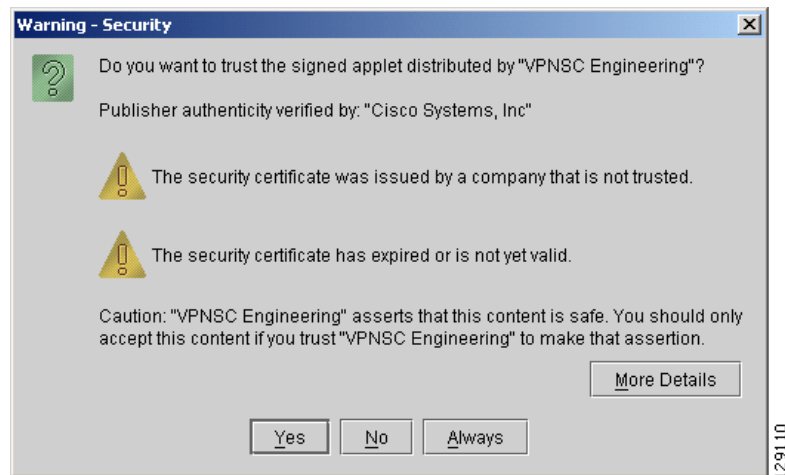 Warning - Security
Do you want to trust the signed applet distributed by "VPNSC Engineering"?
Publisher authenticity verified by: "Cisco Systems, Inc"
The security certificate was issued by a company that is not trusted.
The security certificate has expired or is not yet valid.
Caution: "VPNSC Engineering" asserts that this content is safe. You should only
accept this content if you trust "VPNSC Engineering" to make that assertion.
More Details
Yes No Always
29110